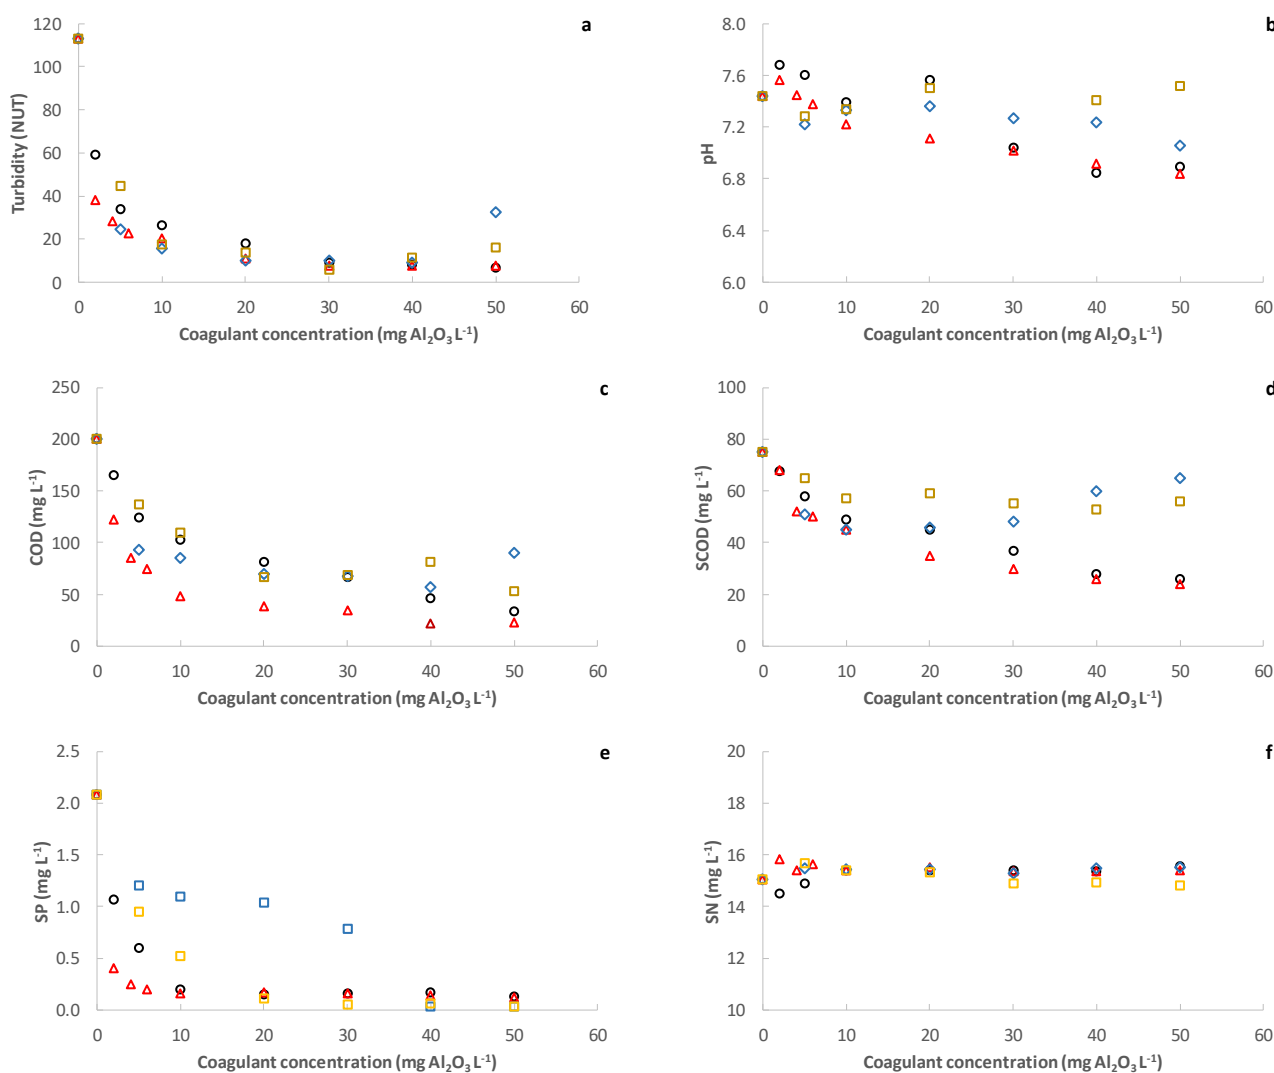 a
120
100
80
60
40
20
0
Turbidity (NUT)
0 10 20 30 40 50 60
Coagulant concentration (mg Al₂O₃ L⁻¹)
b
8.0
7.6
7.2
6.8
6.4
6.0
pH
0 10 20 30 40 50 60
Coagulant concentration (mg Al₂O₃ L⁻¹)
c
250
200
150
100
50
0
COD (mg L⁻¹)
0 10 20 30 40 50 60
Coagulant concentration (mg Al₂O₃ L⁻¹)
d
100
80
60
40
20
0
SCOD (mg L⁻¹)
0 10 20 30 40 50 60
Coagulant concentration (mg Al₂O₃ L⁻¹)
e
2.5
2.0
1.5
1.0
0.5
0.0
SP (mg L⁻¹)
0 10 20 30 40 50 60
Coagulant concentration (mg Al₂O₃ L⁻¹)
f
20
18
16
14
12
10
SN (mg L⁻¹)
0 10 20 30 40 50 60
Coagulant concentration (mg Al₂O₃ L⁻¹)